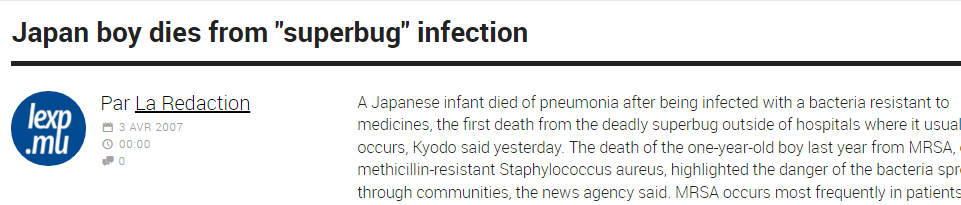 Japan boy dies from "superbug" infection
lexp
.mu
Par La Redaction
3 AVR 2007
00:00
0
A Japanese infant died of pneumonia after being infected with a bacteria resistant to
medicines, the first death from the deadly superbug outside of hospitals where it
occurs, Kyodo said yesterday. The death of the one-year-old boy last year from MRSA,
methicillin-resistant Staphylococcus aureus, highlighted the danger of the bacteria
through communities, the news agency said. MRSA occurs most frequently in patients